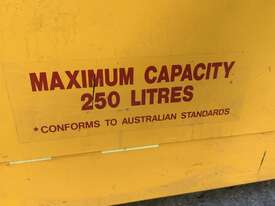 MAXIMUM CAPACITY
250 LITRES
*CONFORMS TO AUSTRALIAN STANDARDS